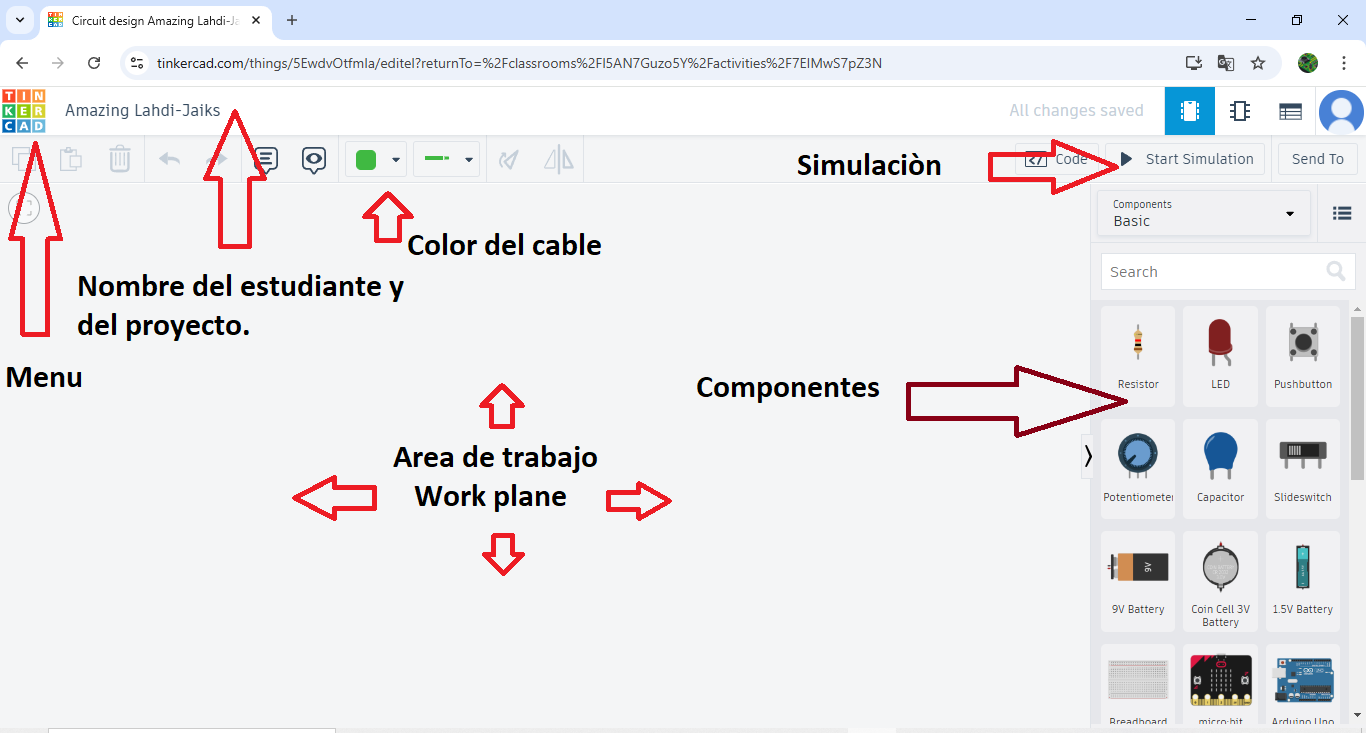 Circuit design Amazing Lahdi-Ja
tinkercad.com/things/5EwdvOtfmla/editel?returnTo=%2Fclassrooms%2Fl5AN7Guzo5Y%2Factivities%2F7EIMwS7pZ3N
TIN
KER
CAD
Amazing Lahdi-Jaiks
All changes saved
Simulaciòn
Code
Start Simulation
Send To
Components
Basic
Color del cable
Search
Nombre del estudiante y
del proyecto.
Menu
Componentes
Resistor
LED
Pushbutton
Area de trabajo
Work plane
Potentiometer
Capacitor
Slideswitch
9V
9V Battery
Coin Cell 3V
Battery
1.5V Battery
Breadboard
micro:bit
Arduino Uno